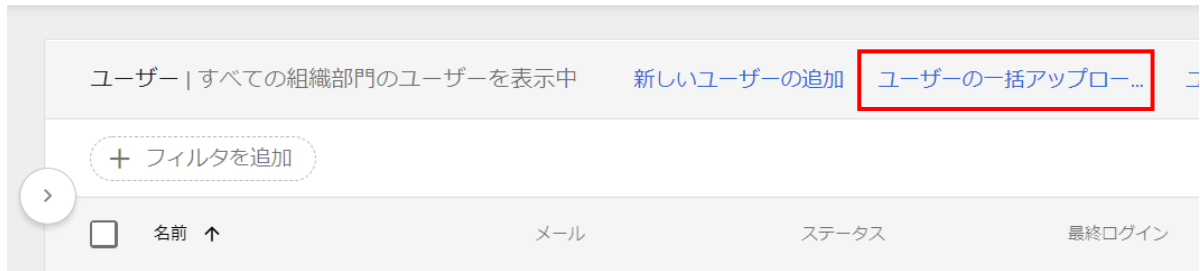 ユーザー | すべての組織部門のユーザーを表示中 新しいユーザーの追加 ユーザーの一括アップロー... ユ
+ フィルタを追加
名前 ↑ メール ステータス 最終ログイン